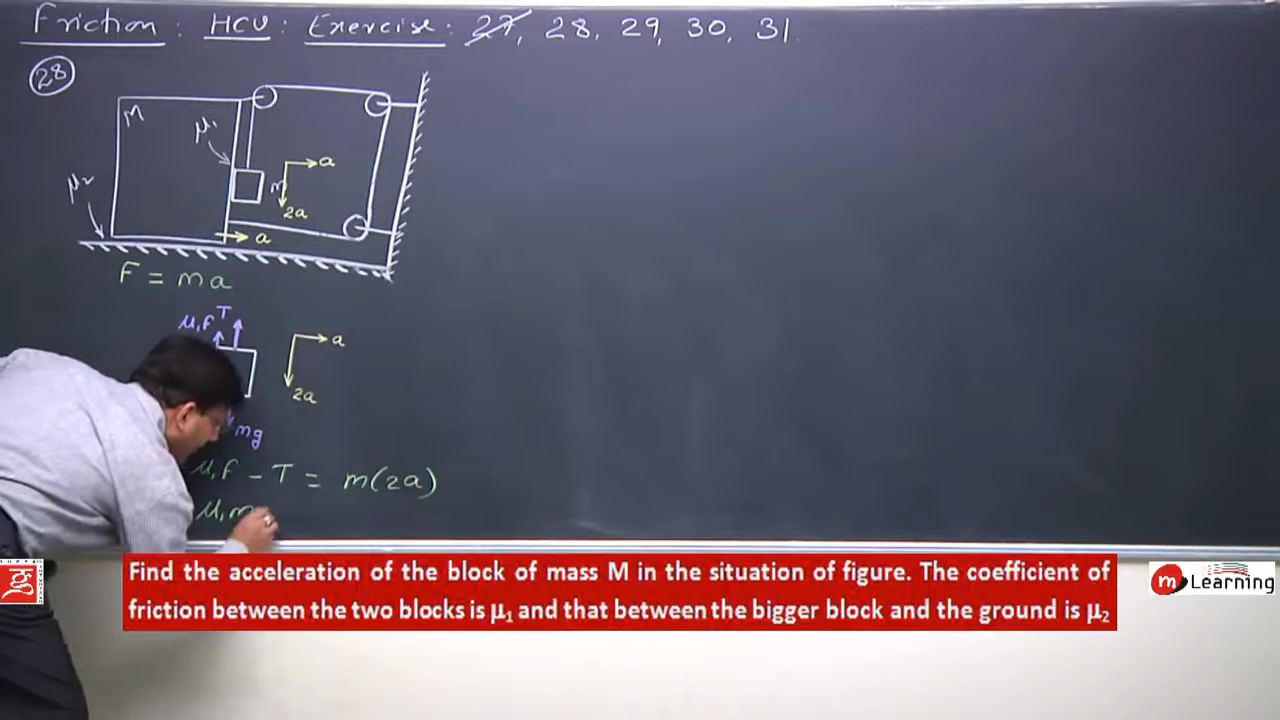 Friction : HCV : Exercise : 27, 28, 29, 30, 31.
28
M
μ1
a
μ2
m
2a
a
F = ma
μ1F T
a
2a
mg
μ1F - T = m(2a)
μ1m
Find the acceleration of the block of mass M in the situation of figure. The coefficient of
friction between the two blocks is μ1 and that between the bigger block and the ground is μ2
m Learning